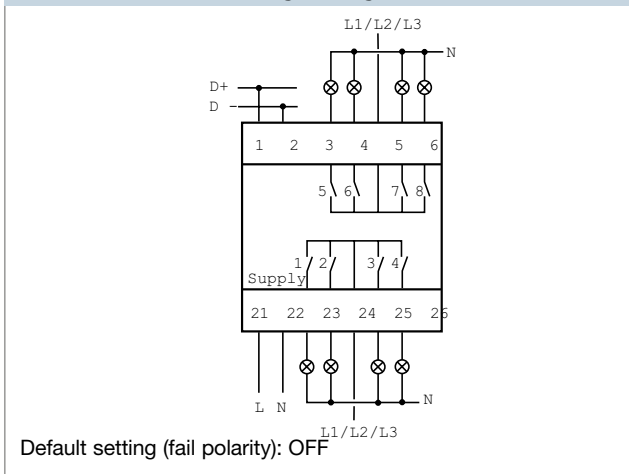 L1/L2/L3
N
D+
D -
1 2 3 4 5 6
5 6 7 8
1 2 3 4
Supply
21 22 23 24 25 26
L N
N
L1/L2/L3
Default setting (fail polarity): OFF